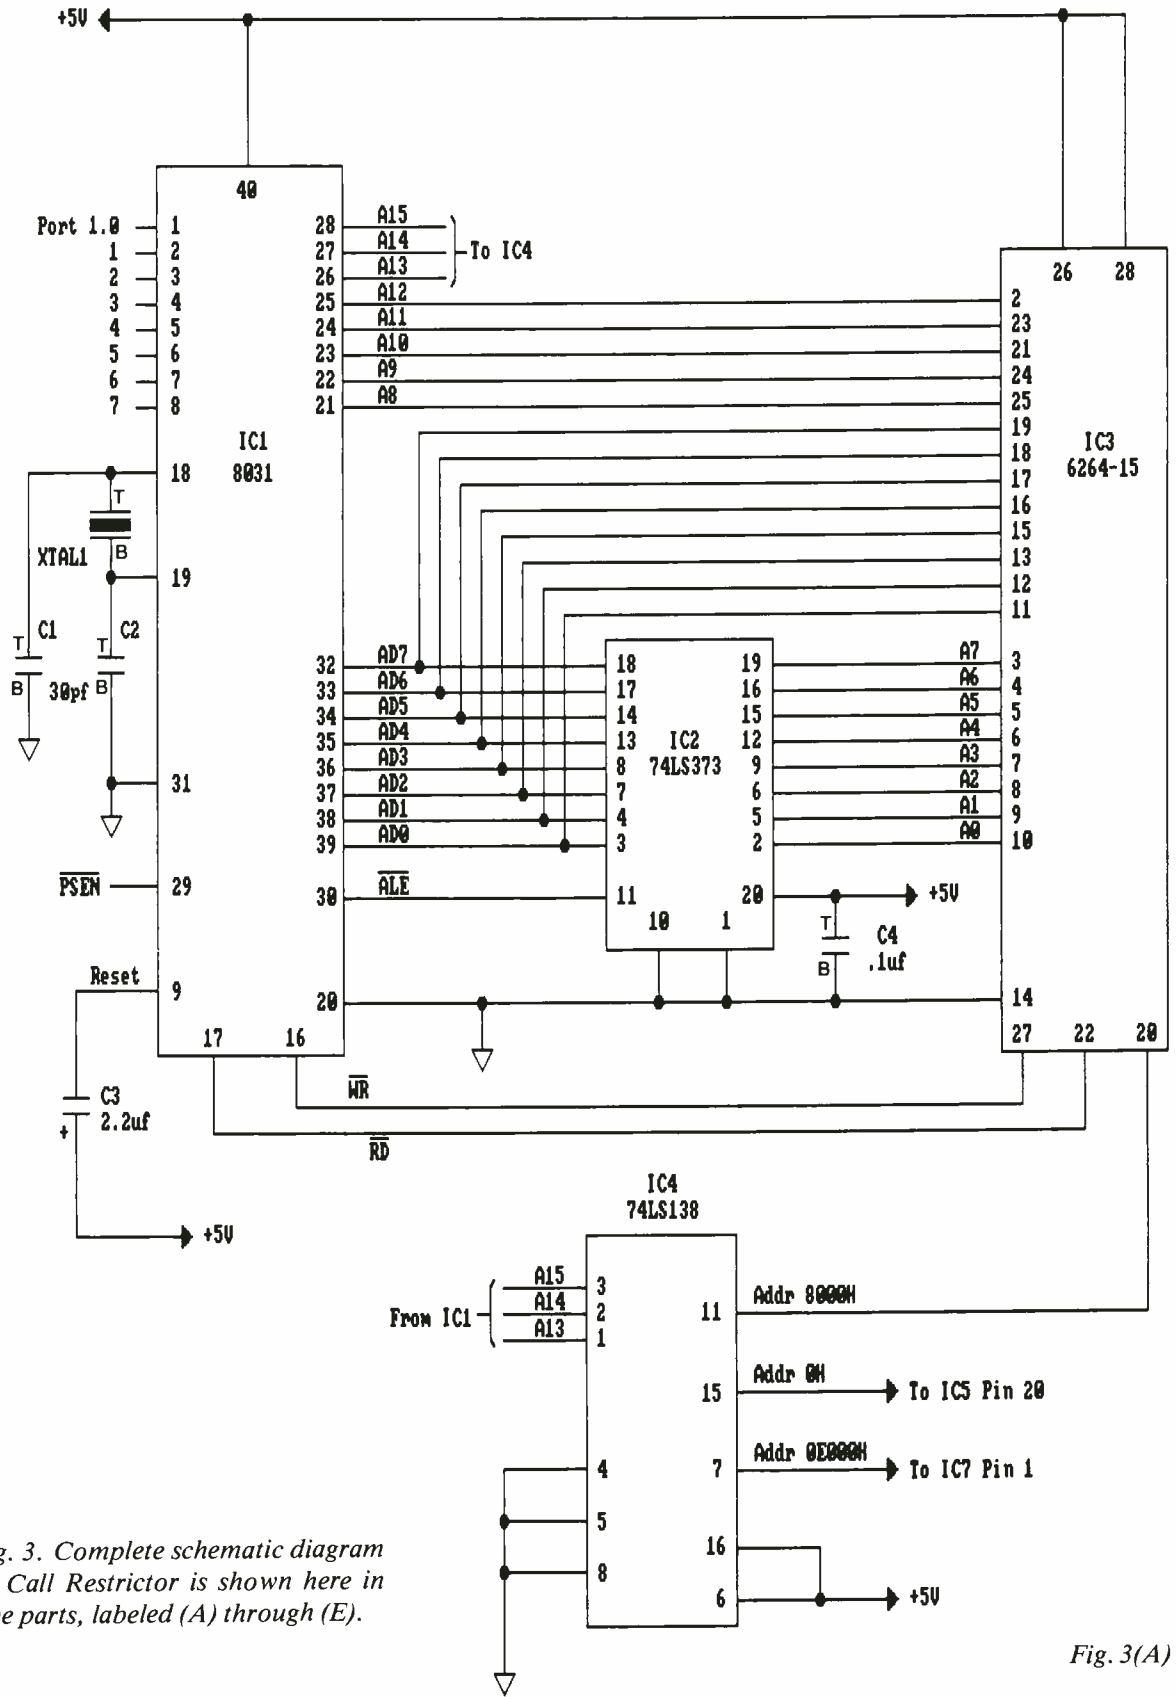 +5V
40
Port 1.0 1 28 A15
1 2 27 A14 To IC4
2 3 26 A13
3 4 25 A12 2
4 5 24 A11 23
5 6 23 A10 21
6 7 22 A9 24
7 8 21 A8 25
26 28
19
18
17
16
15
13
12
11
IC1
8031
IC3
6264-15
18
T
XTAL1
B
19
T C1
B 30pf
T C2
B
31
32 AD7 18 19 A7 3
33 AD6 17 16 A6 4
34 AD5 14 15 A5 5
35 AD4 13 12 A4 6
36 AD3 8 9 A3 7
37 AD2 7 6 A2 8
38 AD1 4 5 A1 9
39 AD0 3 2 A0 10
IC2
74LS373
PSEN 29
30 ALE 11 20 +5V
10 1
T C4
B .1uf
Reset 9
20 14
17 16
27 22 20
C3
2.2uf
+
WR
RD
+5V
IC4
74LS138
From IC1
A15 3
A14 2
A13 1
11 Addr 8000H
15 Addr 0H To IC5 Pin 20
4 7 Addr 0E000H To IC7 Pin 1
5
16
8
6 +5V
g. 3. Complete schematic diagram
Call Restrictor is shown here in
e parts, labeled (A) through (E).
Fig. 3(A)